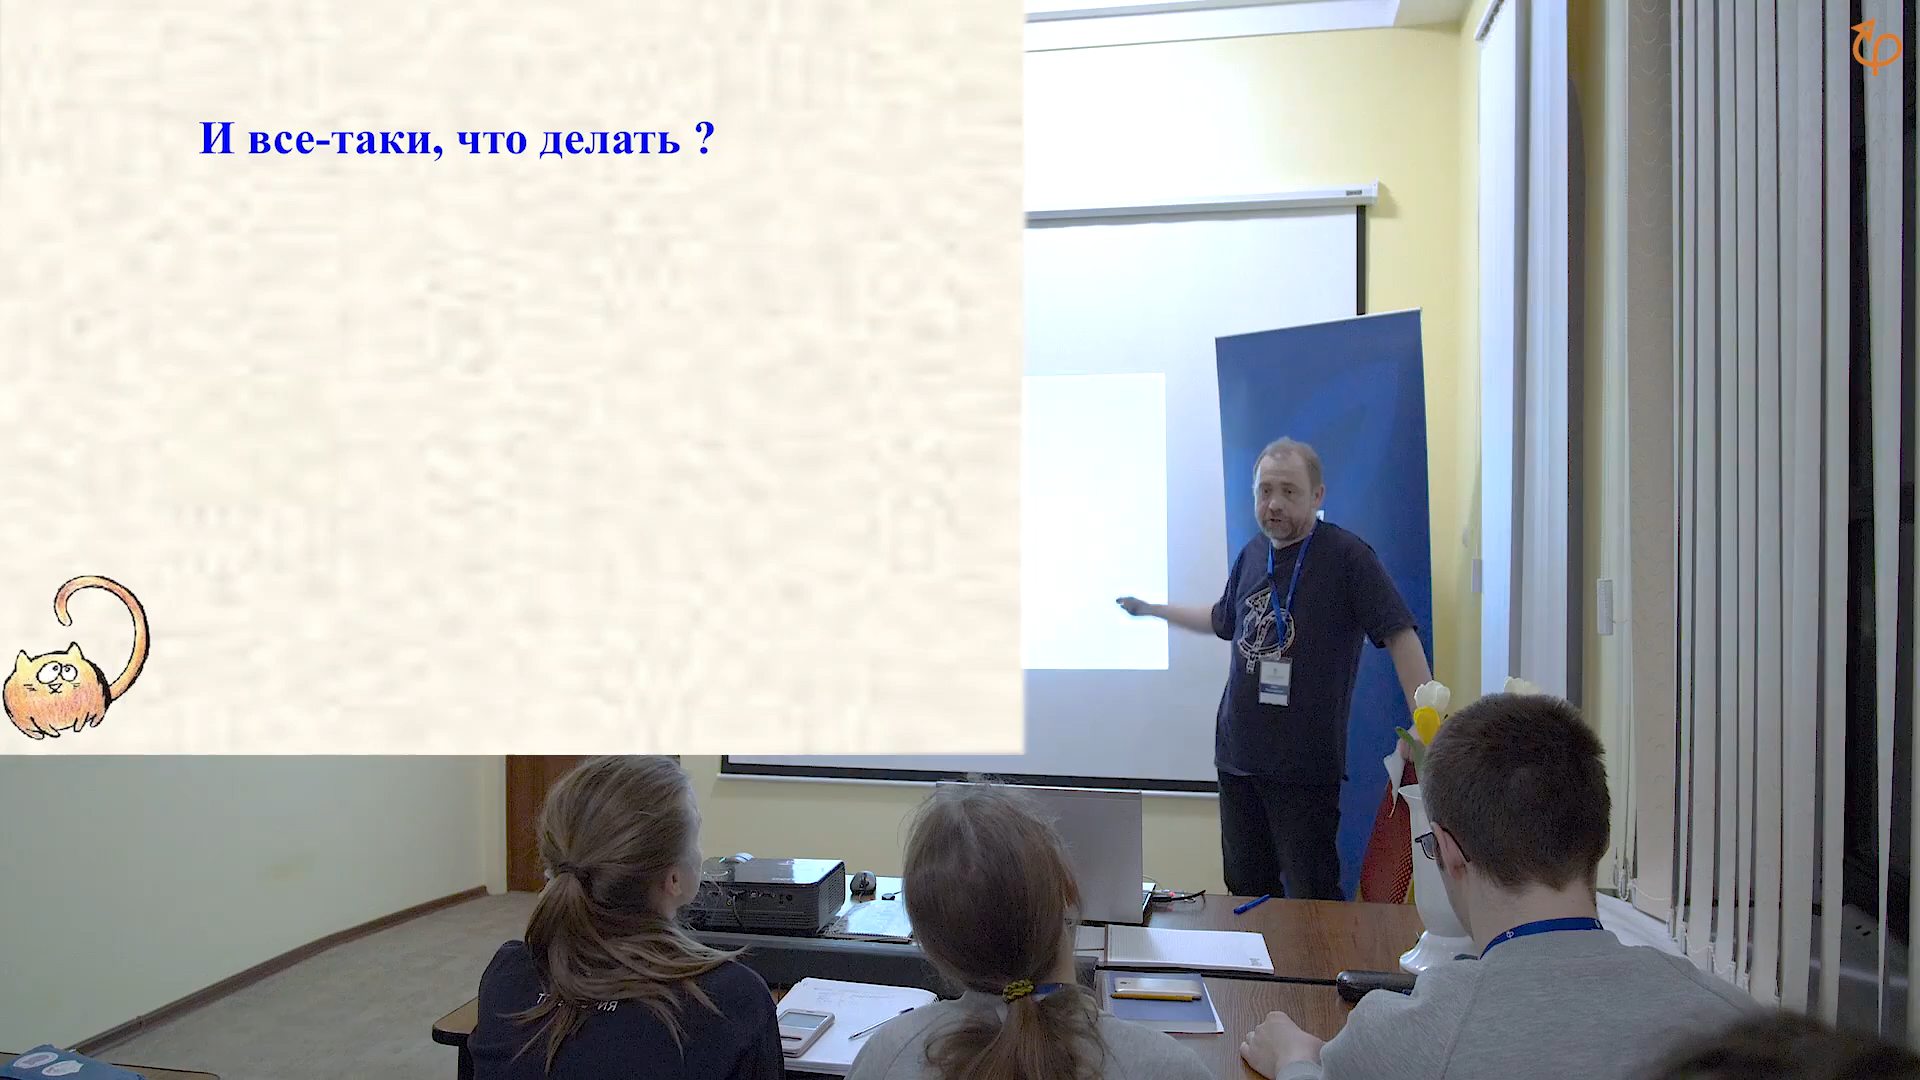 И все-таки, что делать ?